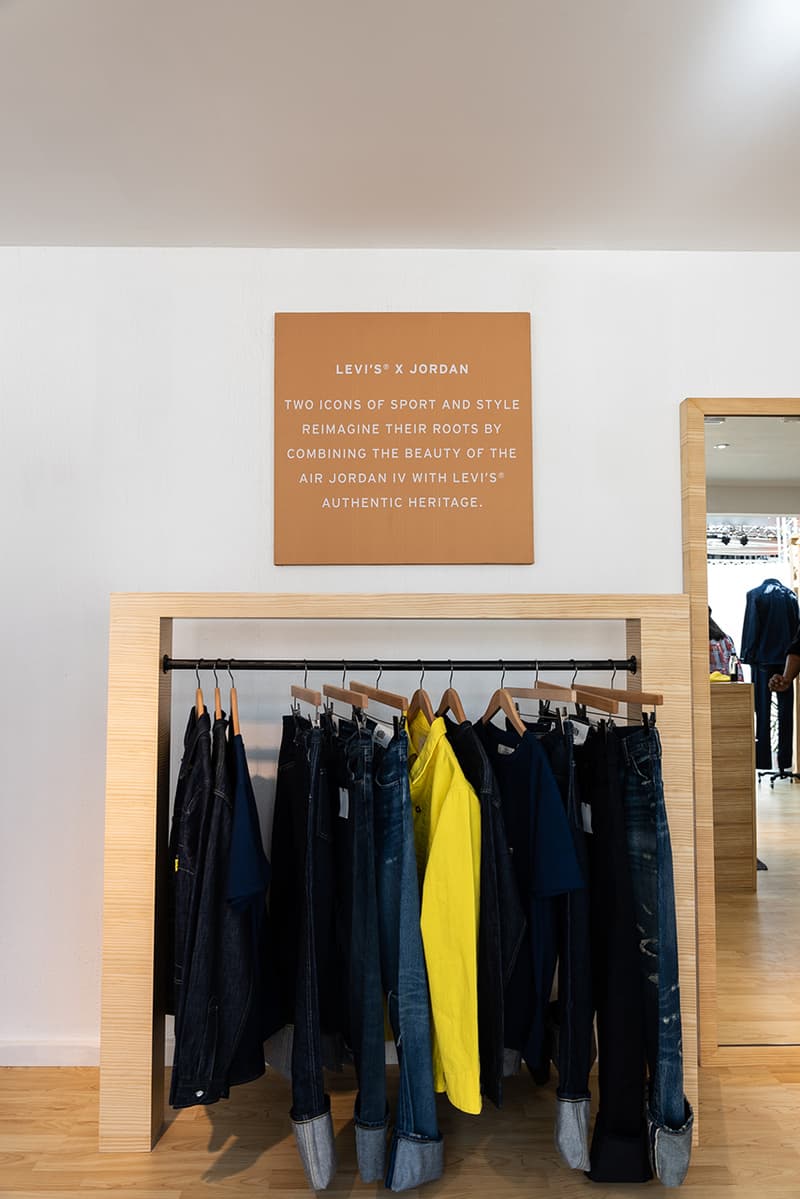 LEVI'S® X JORDAN
TWO ICONS OF SPORT AND STYLE
REIMAGINE THEIR ROOTS BY
COMBINING THE BEAUTY OF THE
AIR JORDAN IV WITH LEVI'S®
AUTHENTIC HERITAGE.